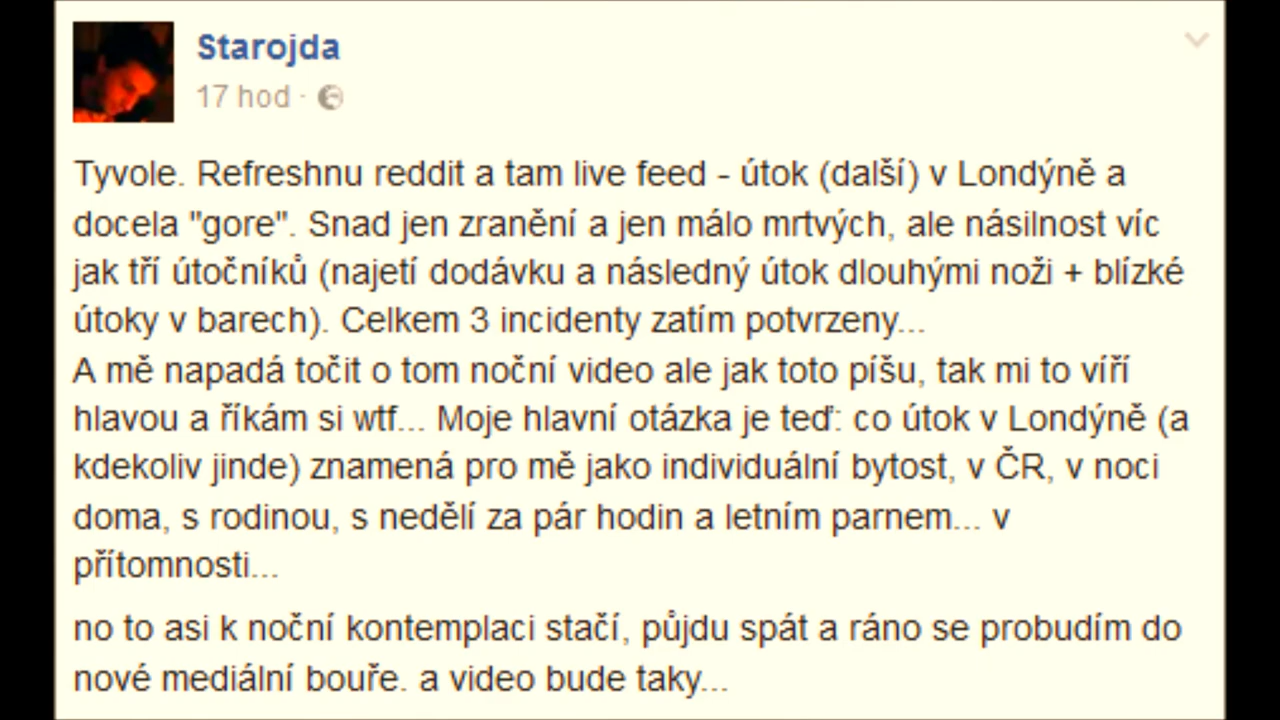 Starojda
17 hod ·
Tyvole. Refreshnu reddit a tam live feed - útok (další) v Londýně a
docela "gore". Snad jen zranění a jen málo mrtvých, ale násilnost víc
jak tří útočníků (najetí dodávku a následný útok dlouhými noži + blízké
útoky v barech). Celkem 3 incidenty zatím potvrzeny...
A mě napadá točit o tom noční video ale jak toto píšu, tak mi to víří
hlavou a říkám si wtf... Moje hlavní otázka je teď: co útok v Londýně (a
kdekoliv jinde) znamená pro mě jako individuální bytost, v ČR, v noci
doma, s rodinou, s nedělí za pár hodin a letním parnem... v
přítomnosti...
no to asi k noční kontemplaci stačí, půjdu spát a ráno se probudím do
nové mediální bouře. a video bude taky...